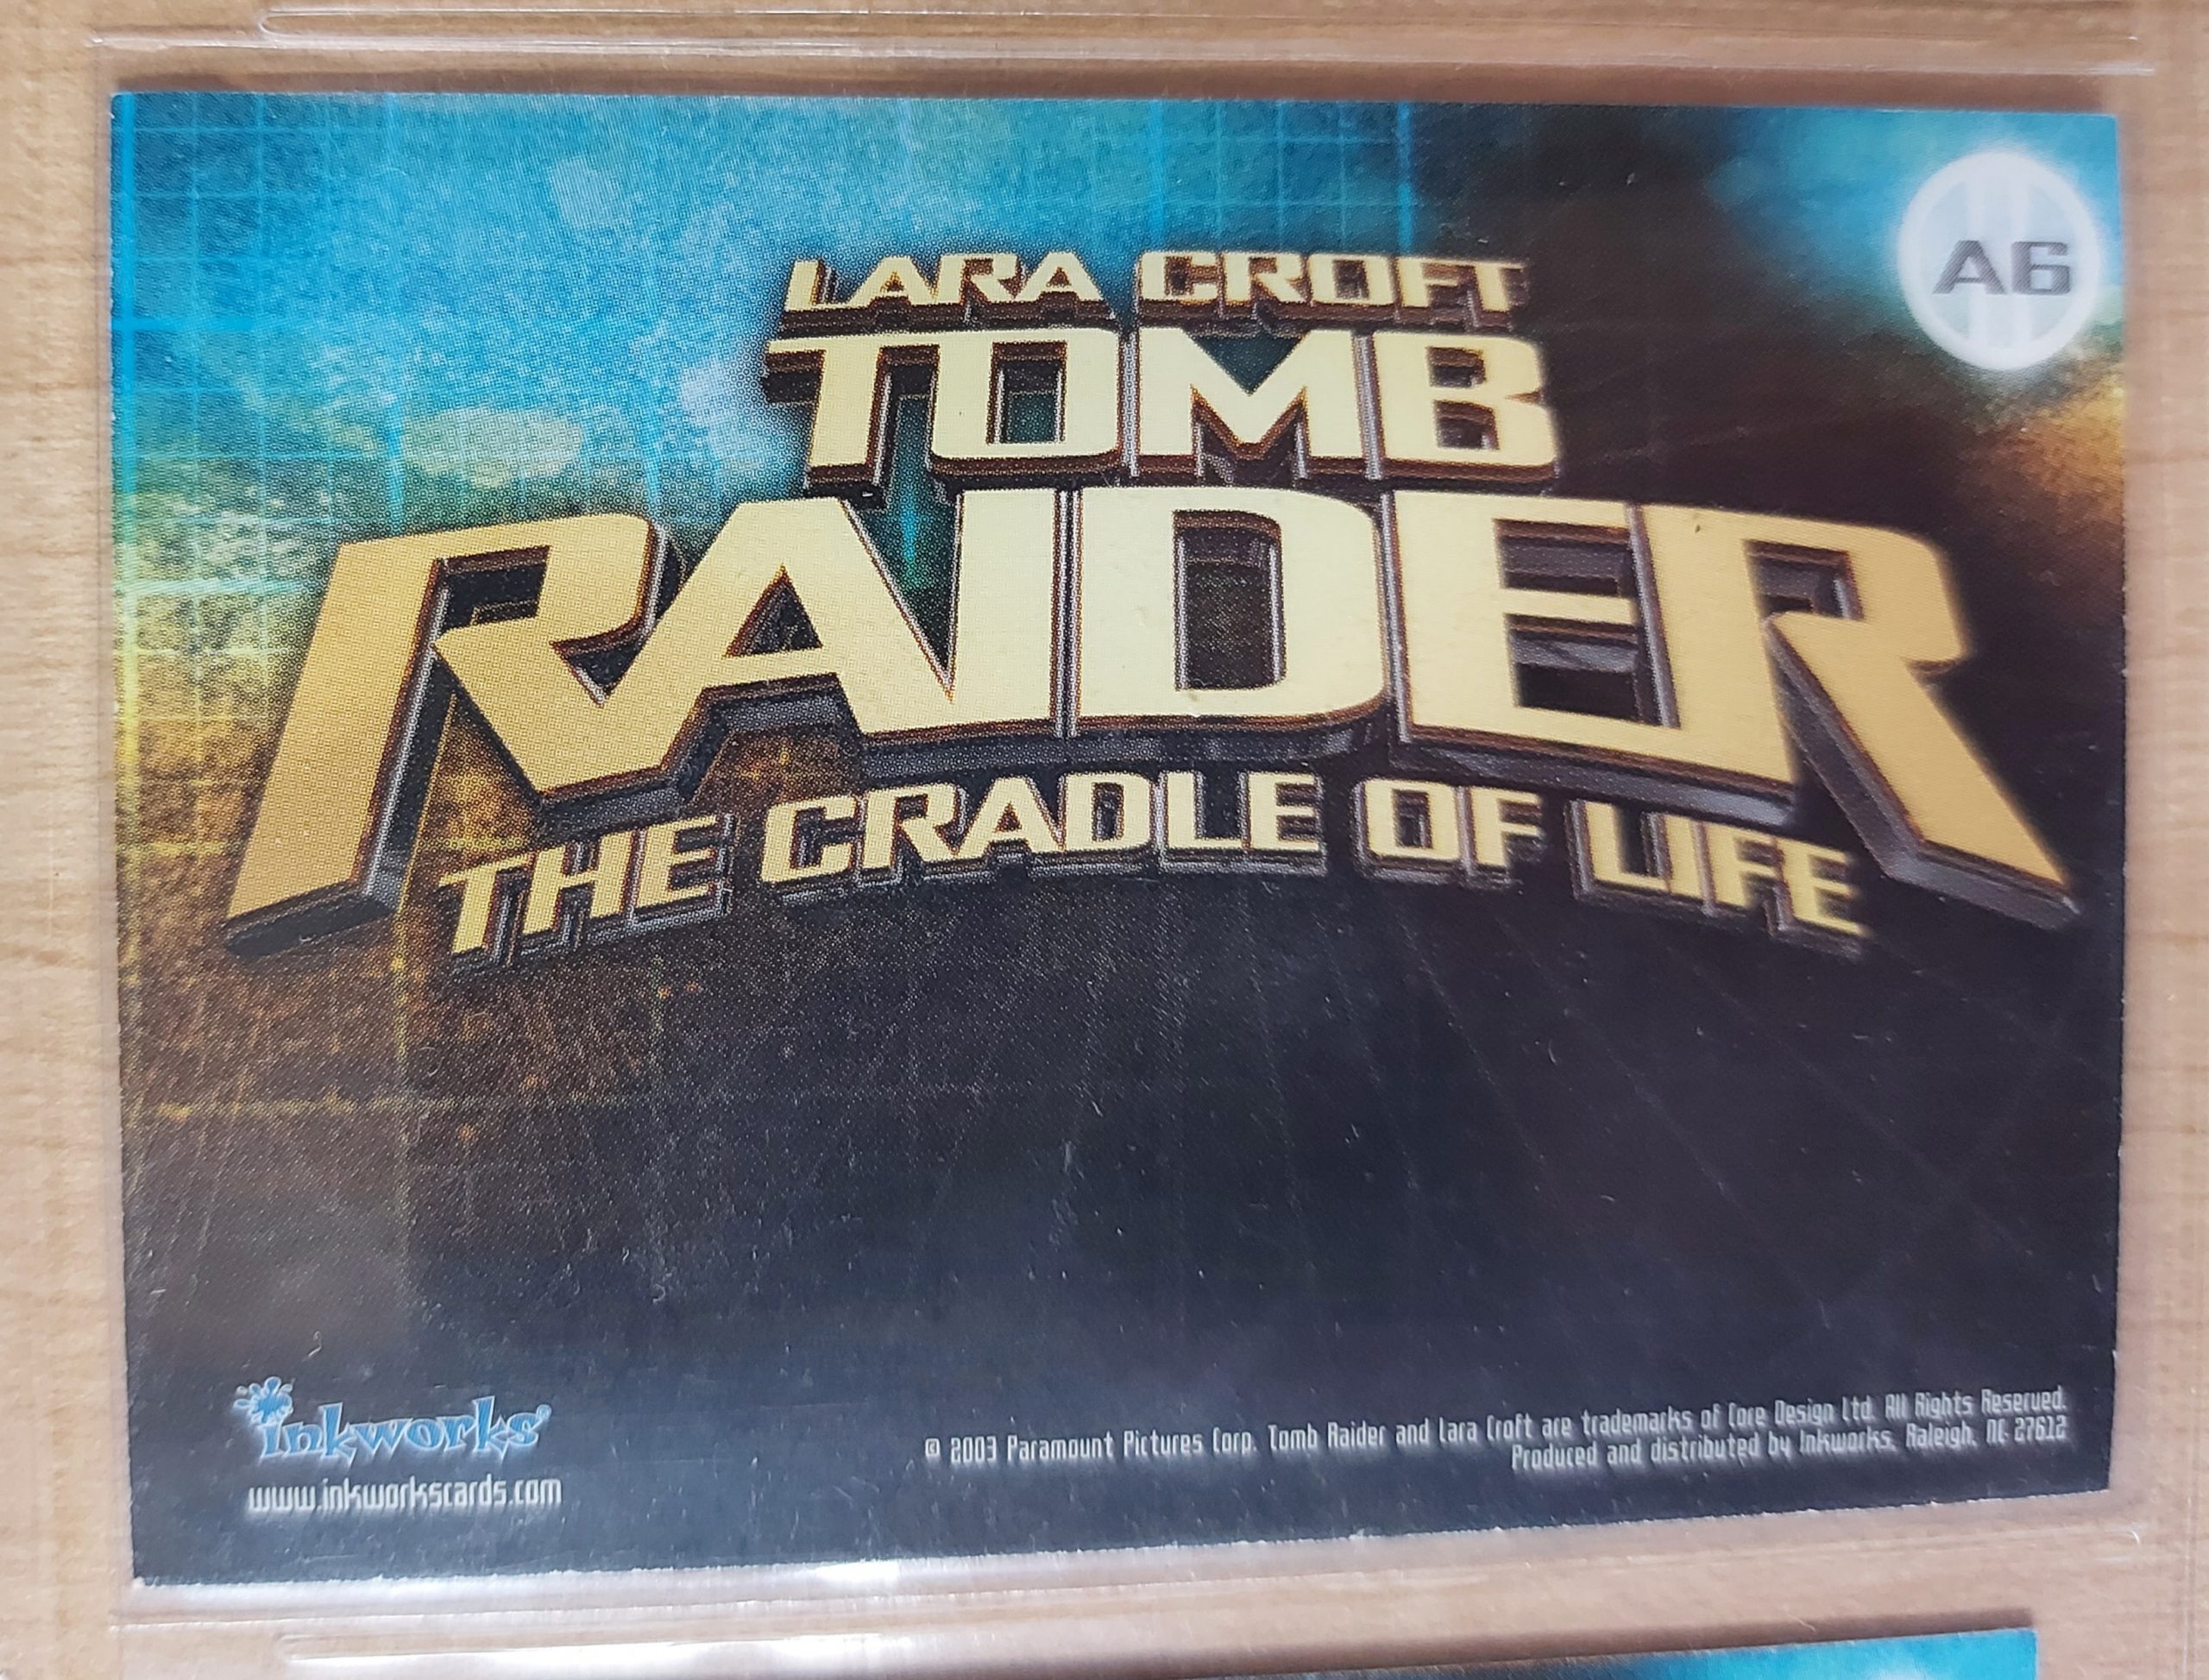 A6
LARA CROFT
TOMB
RAIDER
THE CRADLE OF LIFE
inkworks®
www.inkworkscards.com
© 2003 Paramount Pictures Corp. Tomb Raider and Lara Croft are trademarks of Core Design Ltd. All Rights Reserved.
Produced and distributed by Inkworks, Raleigh, NC 27612